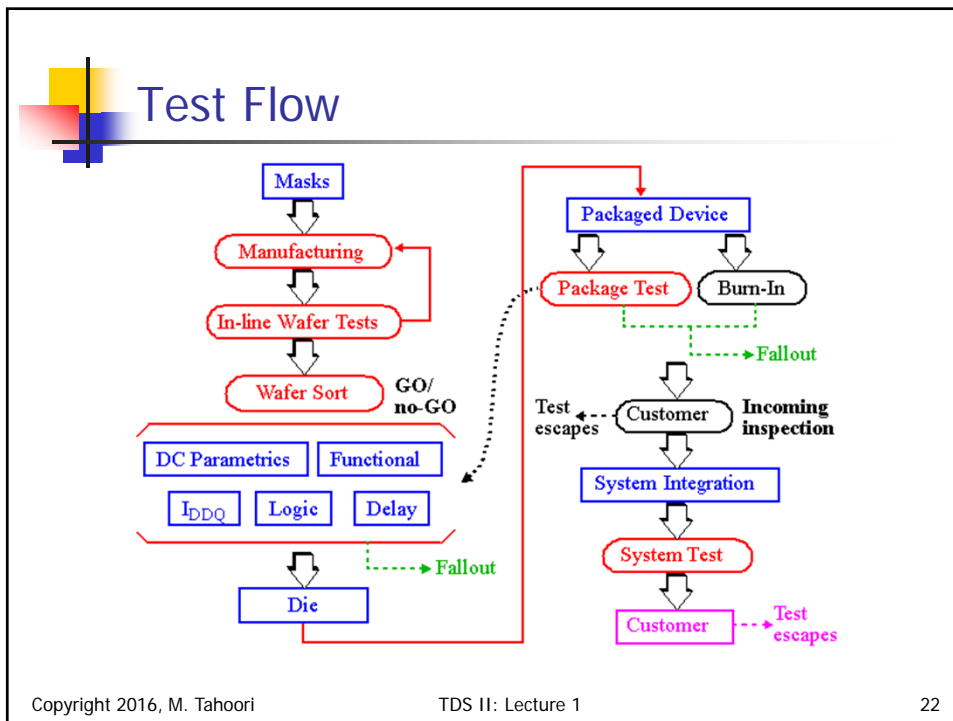 Test Flow
Masks
Manufacturing
In-line Wafer Tests
Wafer Sort
GO/
no-GO
DC Parametrics
Functional
IDDQ
Logic
Delay
Fallout
Die
Packaged Device
Package Test
Burn-In
Fallout
Test
escapes
Customer
Incoming
inspection
System Integration
System Test
Customer
Test
escapes
Copyright 2016, M. Tahoori
TDS II: Lecture 1
22